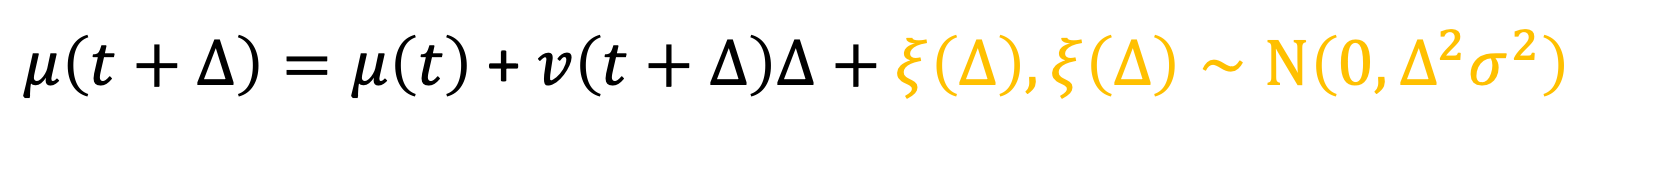 μ(t + Δ) = μ(t) + v(t + Δ)Δ + ξ(Δ), ξ(Δ) ~ N(0, Δ²σ²)